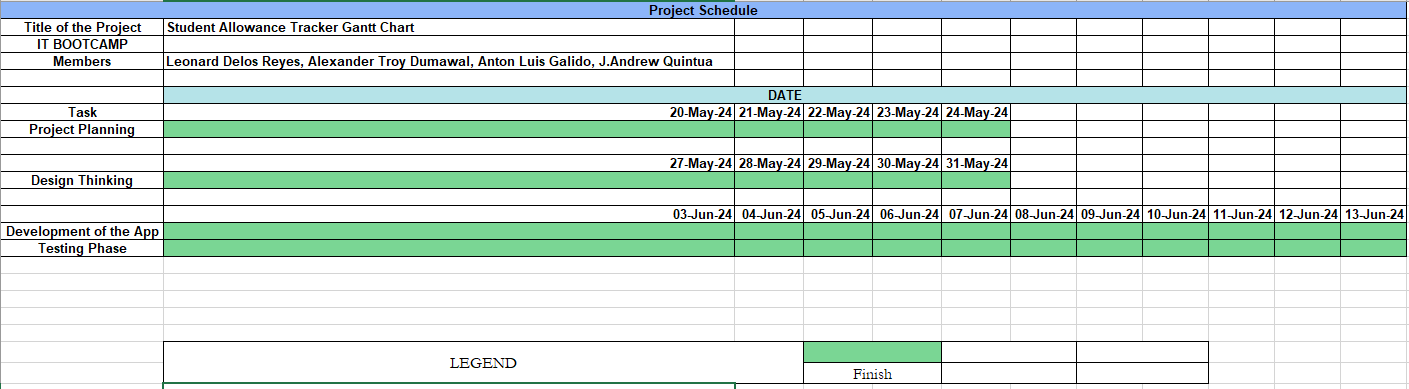 Project Schedule
Title of the Project Student Allowance Tracker Gantt Chart
IT BOOTCAMP
Members Leonard Delos Reyes, Alexander Troy Dumawal, Anton Luis Galido, J.Andrew Quintua
DATE
Task 20-May-24 21-May-24 22-May-24 23-May-24 24-May-24
Project Planning
27-May-24 28-May-24 29-May-24 30-May-24 31-May-24
Design Thinking
03-Jun-24 04-Jun-24 05-Jun-24 06-Jun-24 07-Jun-24 08-Jun-24 09-Jun-24 10-Jun-24 11-Jun-24 12-Jun-24 13-Jun-24
Development of the App
Testing Phase
LEGEND
Finish